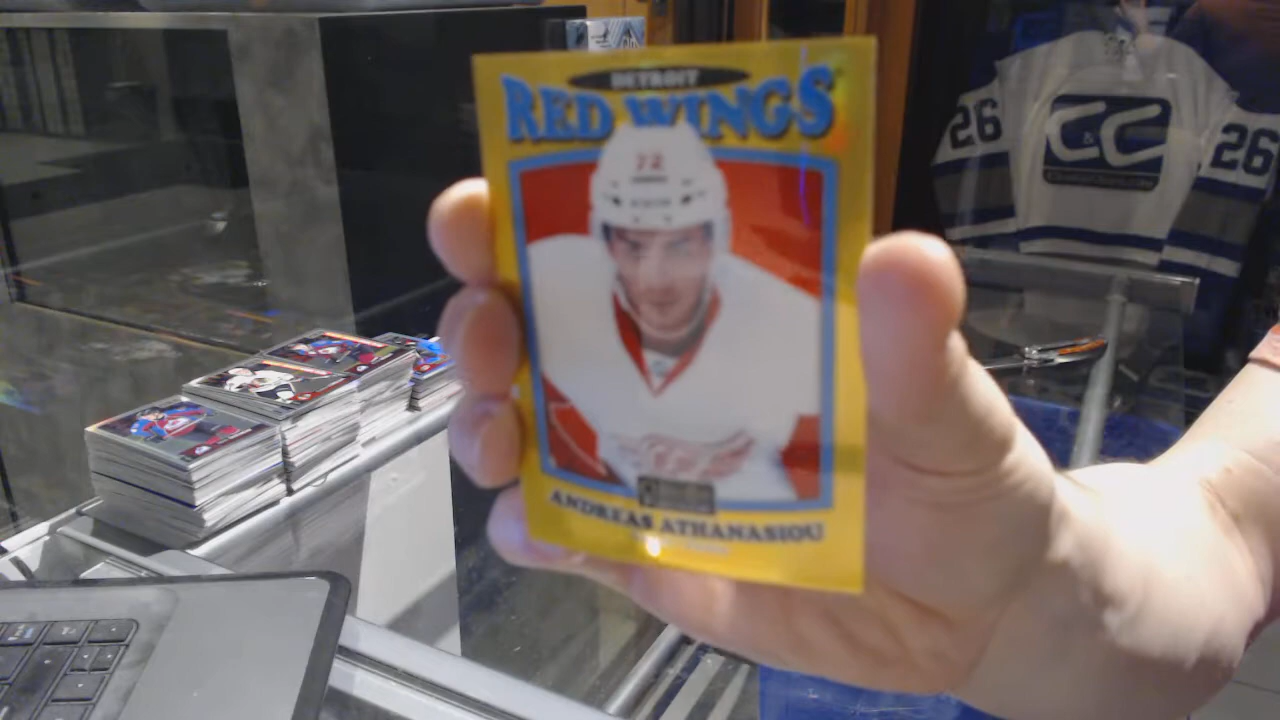 DETROIT
RED WINGS
72
ANDREAS ATHANASIOU
26
C&C
26